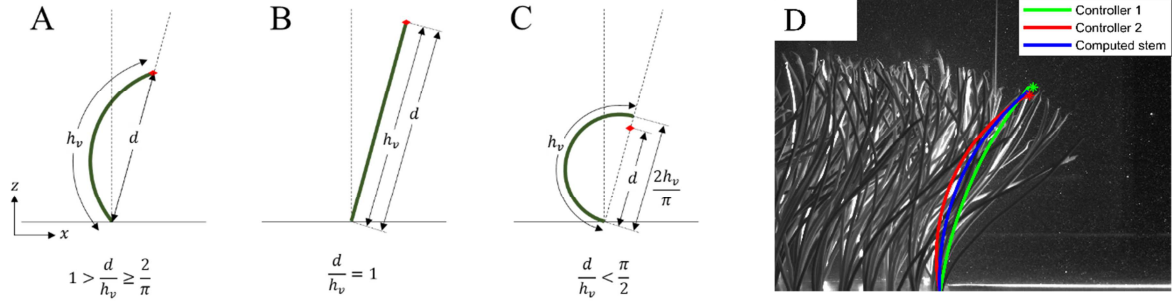 A
h_v
d
z
x
1 > d/h_v ≥ 2/π
B
h_v
d
d/h_v = 1
C
h_v
d
2h_v/π
d/h_v < π/2
D
Controller 1
Controller 2
Computed stem